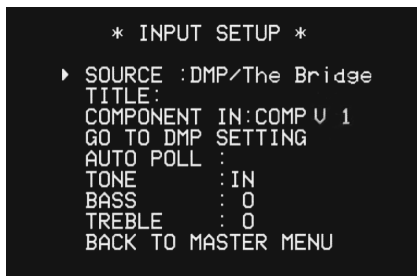 * INPUT SETUP *
SOURCE :DMP/The Bridge
TITLE:
COMPONENT IN:COMP V 1
GO TO DMP SETTING
AUTO POLL :
TONE :IN
BASS : 0
TREBLE : 0
BACK TO MASTER MENU